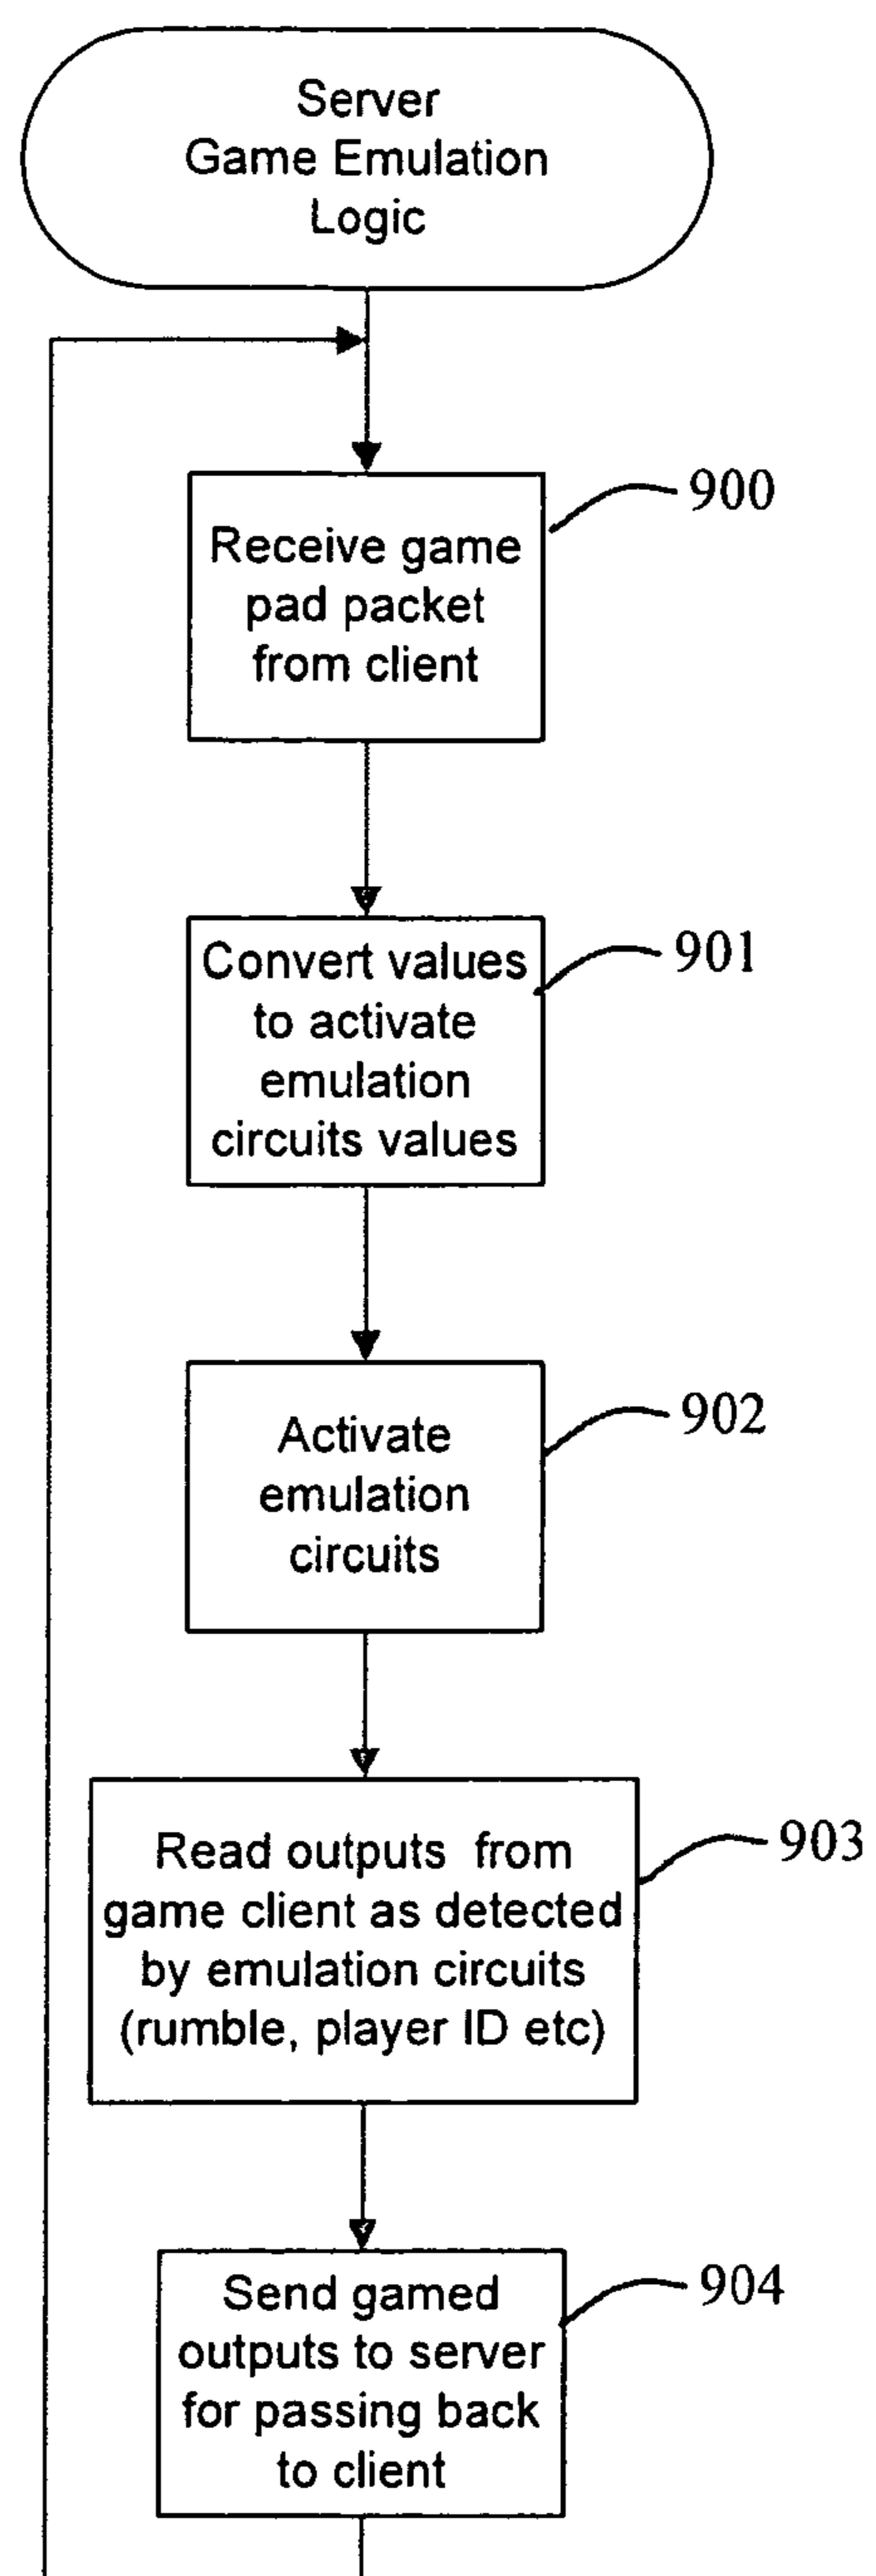 Server
Game Emulation
Logic
900
Receive game
pad packet
from client
901
Convert values
to activate
emulation
circuits values
902
Activate
emulation
circuits
903
Read outputs from
game client as detected
by emulation circuits
(rumble, player ID etc)
904
Send gamed
outputs to server
for passing back
to client